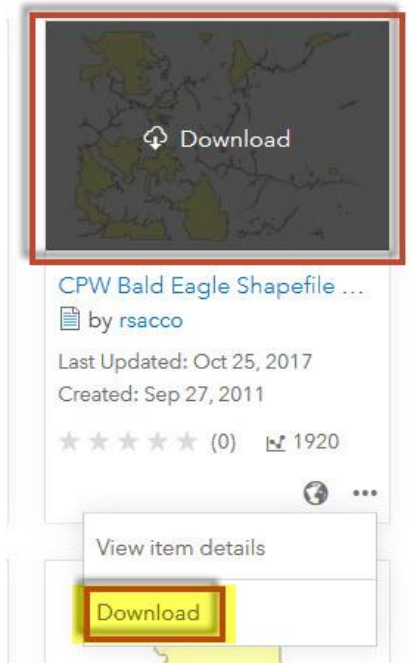 Download
CPW Bald Eagle Shapefile ...
by rsacco
Last Updated: Oct 25, 2017
Created: Sep 27, 2011
(0) 1920
View item details
Download